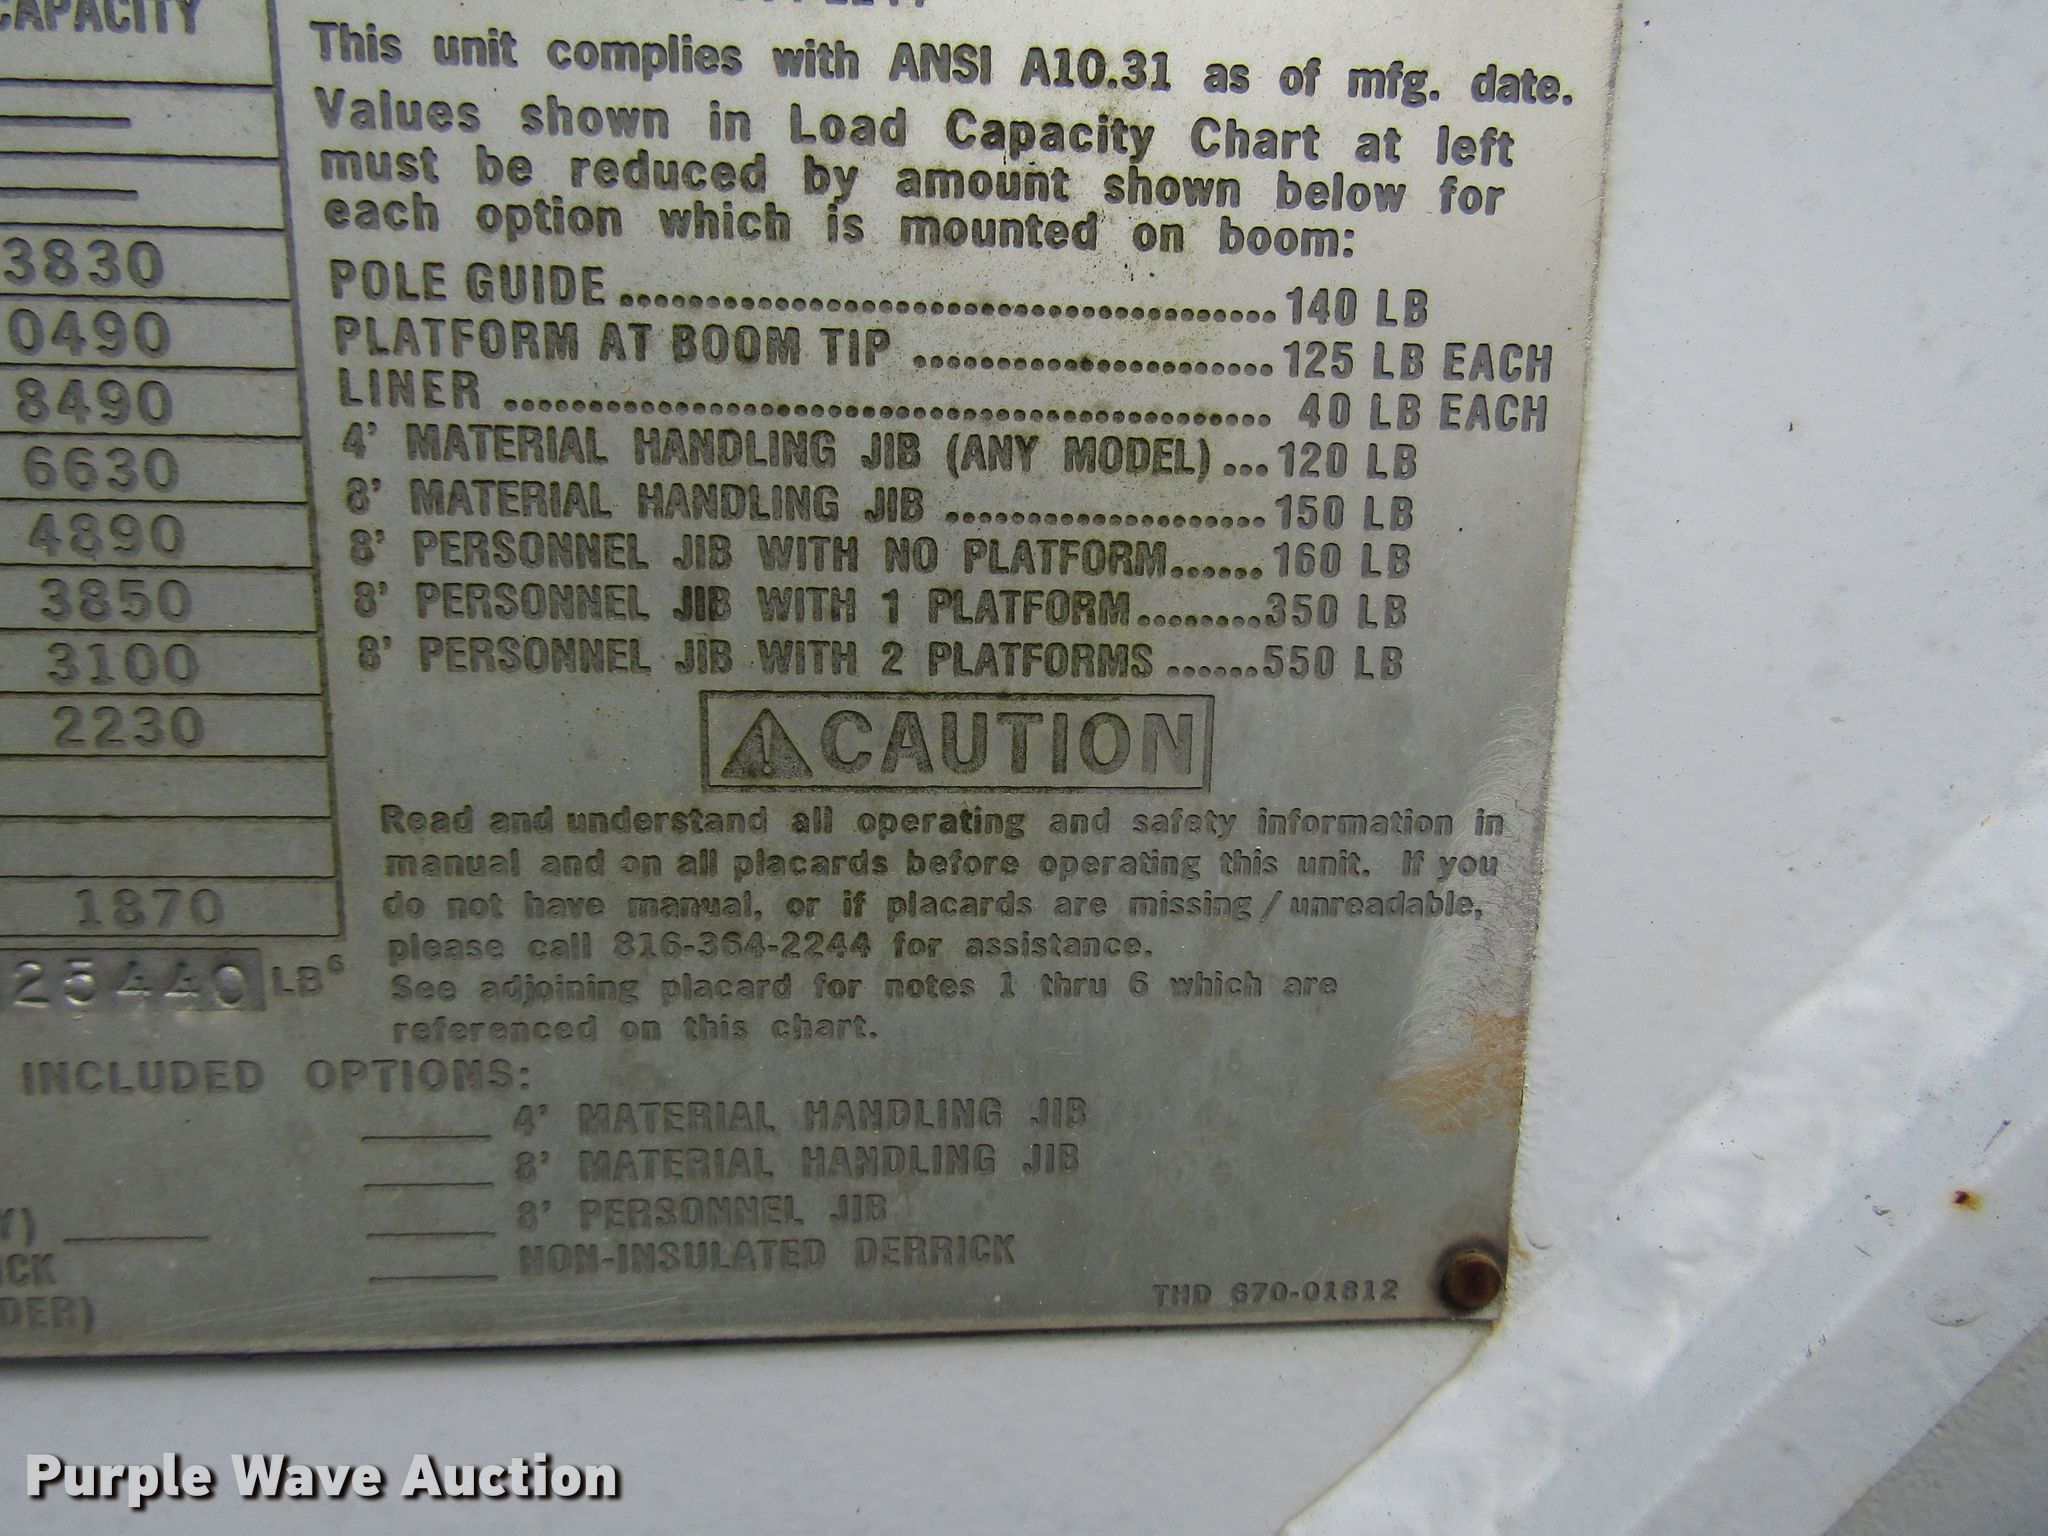 CAPACITY
This unit complies with ANSI A10.31 as of mfg. date.
Values shown in Load Capacity Chart at left
must be reduced by amount shown below for
each option which is mounted on boom:
POLE GUIDE ........................................140 LB
PLATFORM AT BOOM TIP ......................125 LB EACH
LINER .............................................. 40 LB EACH
4' MATERIAL HANDLING JIB (ANY MODEL)...120 LB
8' MATERIAL HANDLING JIB ....................150 LB
8' PERSONNEL JIB WITH NO PLATFORM......160 LB
8' PERSONNEL JIB WITH 1 PLATFORM........350 LB
8' PERSONNEL JIB WITH 2 PLATFORMS ......550 LB
3830
0490
8490
6630
4890
3850
3100
2230
1870
25440 LB6
CAUTION
Read and understand all operating and safety information in
manual and on all placards before operating this unit. If you
do not have manual, or if placards are missing/unreadable,
please call 816-364-2244 for assistance.
See adjoining placard for notes 1 thru 6 which are
referenced on this chart.
INCLUDED OPTIONS:
4' MATERIAL HANDLING JIB
8' MATERIAL HANDLING JIB
8' PERSONNEL JIB
NON-INSULATED DERRICK
Y)
ICK
DER)
THD 670-01812
Purple Wave Auction